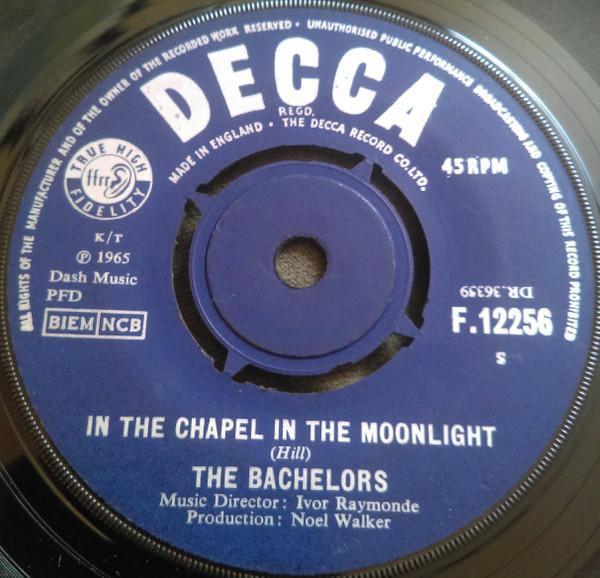 ALL RIGHTS OF THE MANUFACTURER AND OF THE OWNER OF THE RECORDED WORK RESERVED • UNAUTHORISED PUBLIC PERFORMANCE BROADCASTING AND COPYING OF THIS RECORD PROHIBITED
DECCA
REGD.
MADE IN ENGLAND • THE DECCA RECORD CO. LTD.
TRUE HIGH
ffrr
FIDELITY
45 RPM
K/T
℗ 1965
Dash Music
PFD
BIEM NCB
DR.36359
F.12256
S
IN THE CHAPEL IN THE MOONLIGHT
(Hill)
THE BACHELORS
Music Director: Ivor Raymonde
Production: Noel Walker